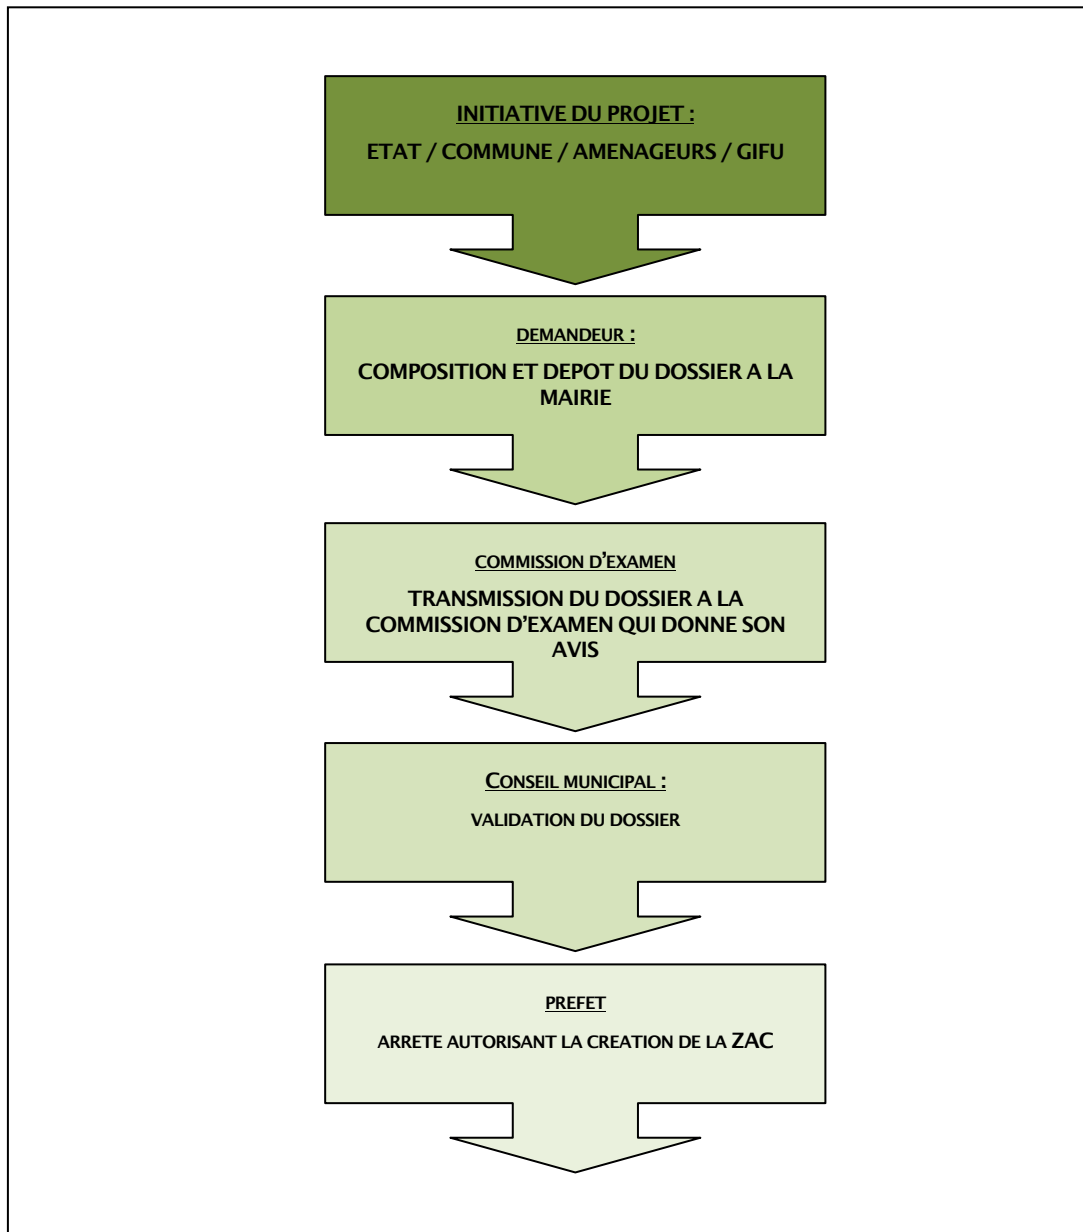 INITIATIVE DU PROJET :
ETAT / COMMUNE / AMENAGEURS / GIFU
DEMANDEUR :
COMPOSITION ET DEPOT DU DOSSIER A LA
MAIRIE
COMMISSION D’EXAMEN
TRANSMISSION DU DOSSIER A LA
COMMISSION D’EXAMEN QUI DONNE SON
AVIS
CONSEIL MUNICIPAL :
VALIDATION DU DOSSIER
PREFET
ARRETE AUTORISANT LA CREATION DE LA ZAC